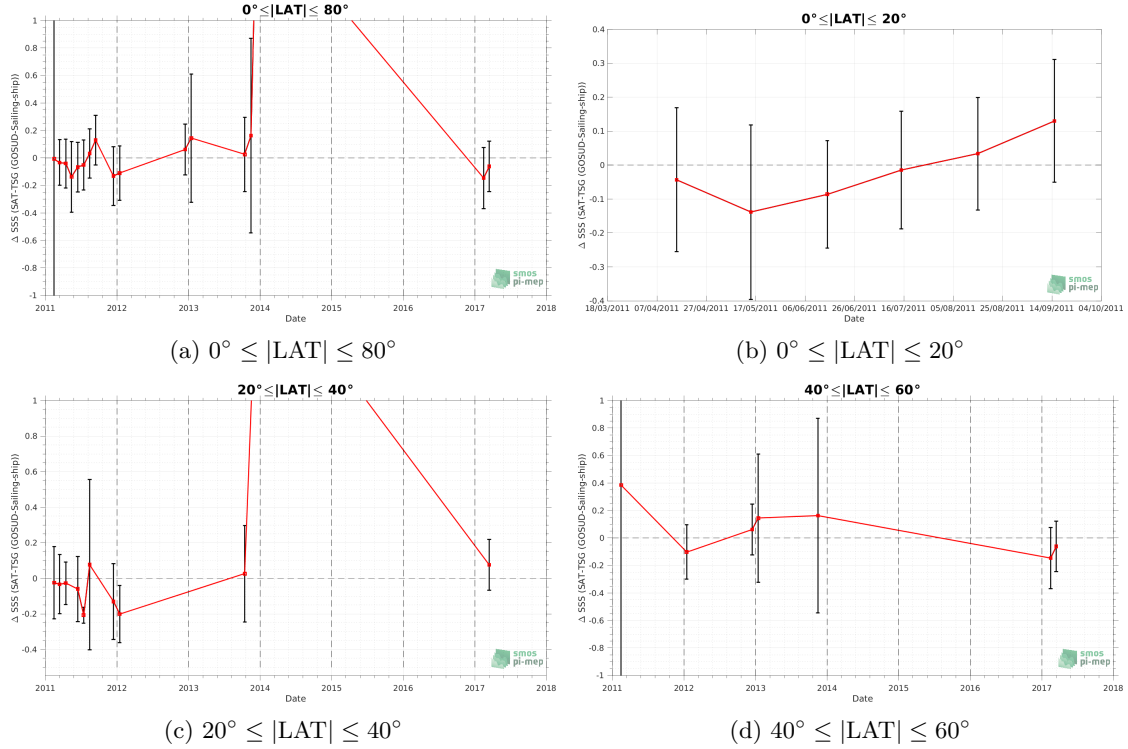 0°≤|LAT|≤ 80°
Δ SSS (SAT-TSG (GOSUD-Sailing-ship))
1
0.8
0.6
0.4
0.2
0
-0.2
-0.4
-0.6
-0.8
-1
2011 2012 2013 2014 2015 2016 2017 2018
Date
smos
pi-mep
(a) 0° ≤ |LAT| ≤ 80°
0°≤|LAT|≤ 20°
Δ SSS (SAT-TSG (GOSUD-Sailing-ship))
0.4
0.3
0.2
0.1
0
-0.1
-0.2
-0.3
-0.4
18/03/2011 07/04/2011 27/04/2011 17/05/2011 06/06/2011 26/06/2011 16/07/2011 05/08/2011 25/08/2011 14/09/2011 04/10/2011
Date
smos
pi-mep
(b) 0° ≤ |LAT| ≤ 20°
20°≤|LAT|≤ 40°
Δ SSS (SAT-TSG (GOSUD-Sailing-ship))
1
0.8
0.6
0.4
0.2
0
-0.2
-0.4
2011 2012 2013 2014 2015 2016 2017 2018
Date
smos
pi-mep
(c) 20° ≤ |LAT| ≤ 40°
40°≤|LAT|≤ 60°
Δ SSS (SAT-TSG (GOSUD-Sailing-ship))
1
0.8
0.6
0.4
0.2
0
-0.2
-0.4
-0.6
-0.8
-1
2011 2012 2013 2014 2015 2016 2017 2018
Date
smos
pi-mep
(d) 40° ≤ |LAT| ≤ 60°